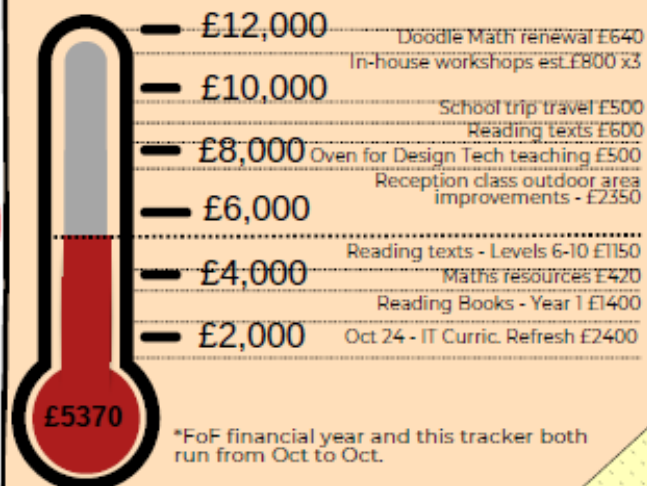 £12,000
Doodle Math renewal £640
In-house workshops est.£800 x3
£10,000
School trip travel £500
Reading texts £600
£8,000
Oven for Design Tech teaching £500
Reception class outdoor area
improvements - £2350
£6,000
Reading texts - Levels 6-10 £1150
£4,000
Maths resources £420
Reading Books - Year 1 £1400
£2,000
Oct 24 - IT Curric. Refresh £2400
£5370
*FoF financial year and this tracker both
run from Oct to Oct.